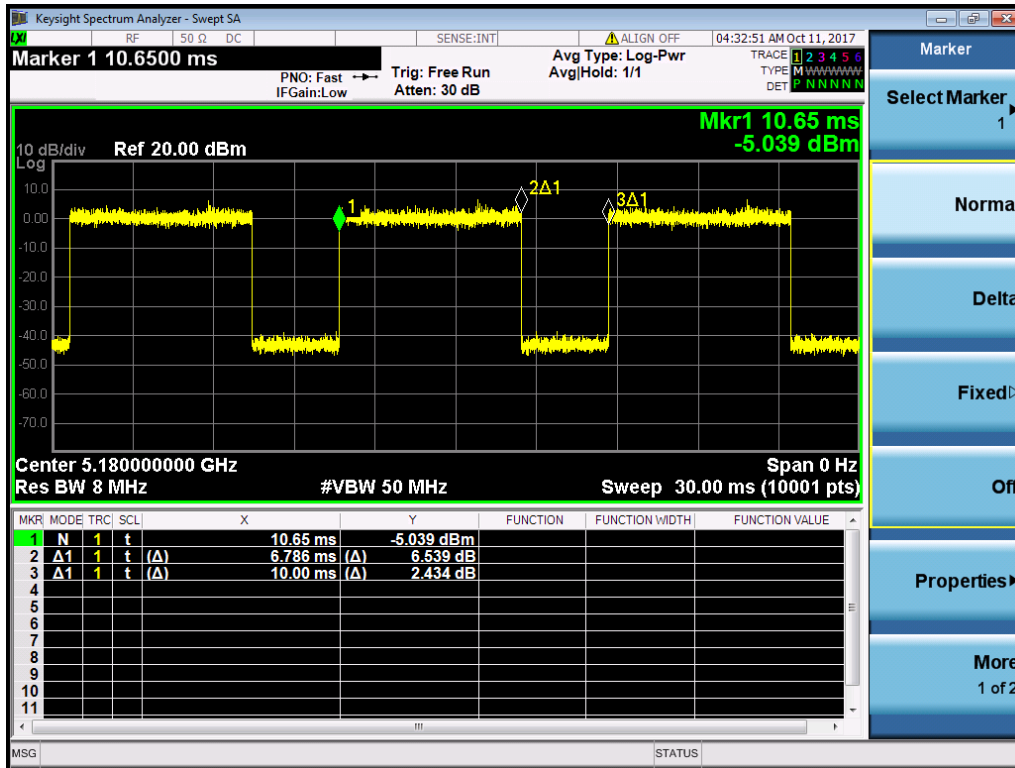 Keysight Spectrum Analyzer - Swept SA
LXI RF 50 Ω DC SENSE:INT ALIGN OFF 04:32:51 AM Oct 11, 2017
Marker 1 10.6500 ms
PNO: Fast
IFGain:Low
Trig: Free Run
Atten: 30 dB
Avg Type: Log-Pwr
Avg|Hold: 1/1
TRACE 1 2 3 4 5 6
TYPE M W W W W W
DET P N N N N N
Mkr1 10.65 ms
-5.039 dBm
10 dB/div Ref 20.00 dBm
Log
10.0
0.00
-10.0
-20.0
-30.0
-40.0
-50.0
-60.0
-70.0
1
2Δ1
3Δ1
Center 5.180000000 GHz Span 0 Hz
Res BW 8 MHz #VBW 50 MHz Sweep 30.00 ms (10001 pts)
MKR MODE TRC SCL X Y FUNCTION FUNCTION WIDTH FUNCTION VALUE
1 N 1 t 10.65 ms -5.039 dBm
2 Δ1 1 t (Δ) 6.786 ms (Δ) 6.539 dB
3 Δ1 1 t (Δ) 10.00 ms (Δ) 2.434 dB
4
5
6
7
8
9
10
11
MSG STATUS
Marker
Select Marker
1
Norma
Delta
Fixed
Off
Properties
More
1 of 2